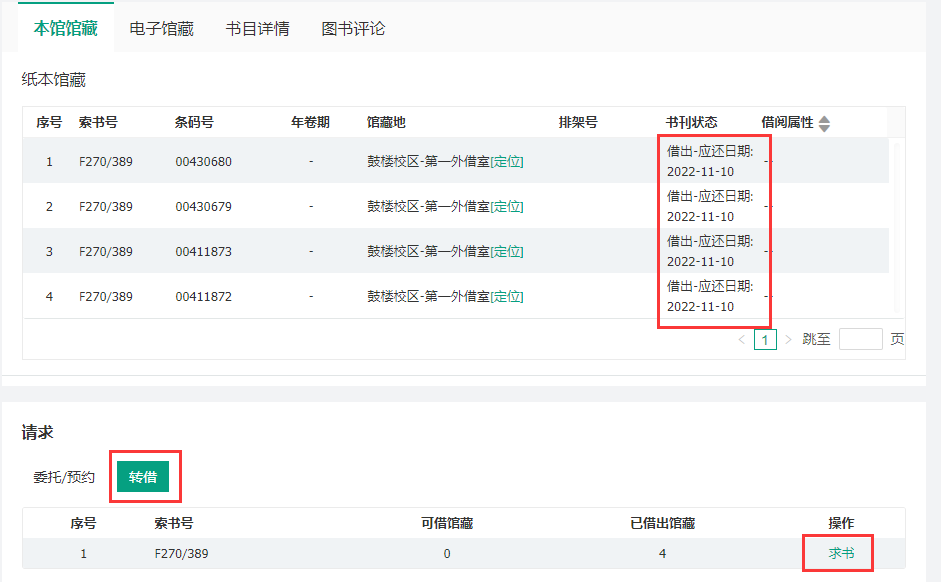 本馆馆藏 电子馆藏 书目详情 图书评论
纸本馆藏
序号 索书号 条码号 年卷期 馆藏地 排架号 书刊状态 借阅属性
1 F270/389 00430680 - 鼓楼校区-第一外借室[定位] 借出-应还日期: --
2022-11-10
2 F270/389 00430679 - 鼓楼校区-第一外借室[定位] 借出-应还日期: --
2022-11-10
3 F270/389 00411873 - 鼓楼校区-第一外借室[定位] 借出-应还日期: --
2022-11-10
4 F270/389 00411872 - 鼓楼校区-第一外借室[定位] 借出-应还日期: --
2022-11-10
< 1 > 跳至 页
请求
委托/预约 转借
序号 索书号 可借馆藏 已借出馆藏 操作
1 F270/389 0 4 求书